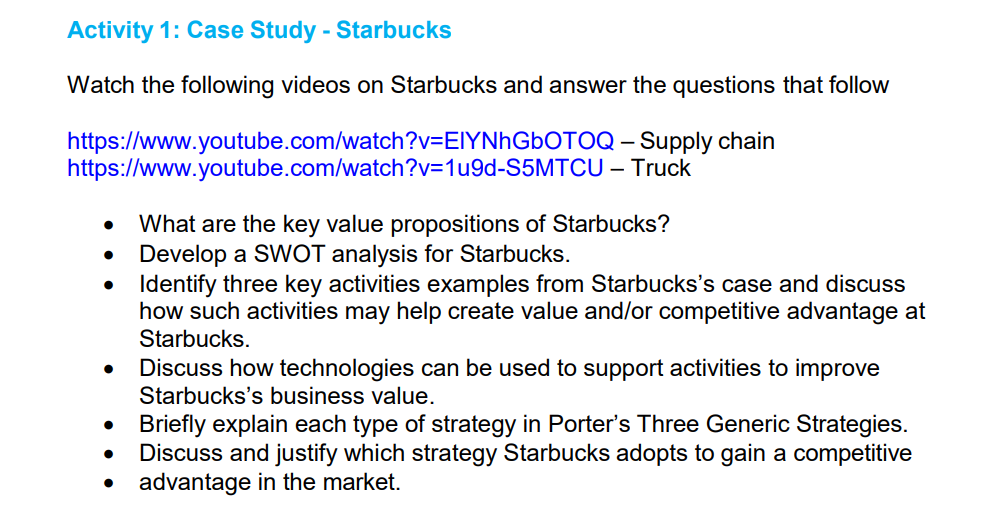 Activity 1: Case Study - Starbucks
Watch the following videos on Starbucks and answer the questions that follow
https://www.youtube.com/watch?v=EIYNhGbOTOQ – Supply chain
https://www.youtube.com/watch?v=1u9d-S5MTCU – Truck
• What are the key value propositions of Starbucks?
• Develop a SWOT analysis for Starbucks.
• Identify three key activities examples from Starbucks's case and discuss
how such activities may help create value and/or competitive advantage at
Starbucks.
• Discuss how technologies can be used to support activities to improve
Starbucks's business value.
• Briefly explain each type of strategy in Porter's Three Generic Strategies.
• Discuss and justify which strategy Starbucks adopts to gain a competitive
• advantage in the market.